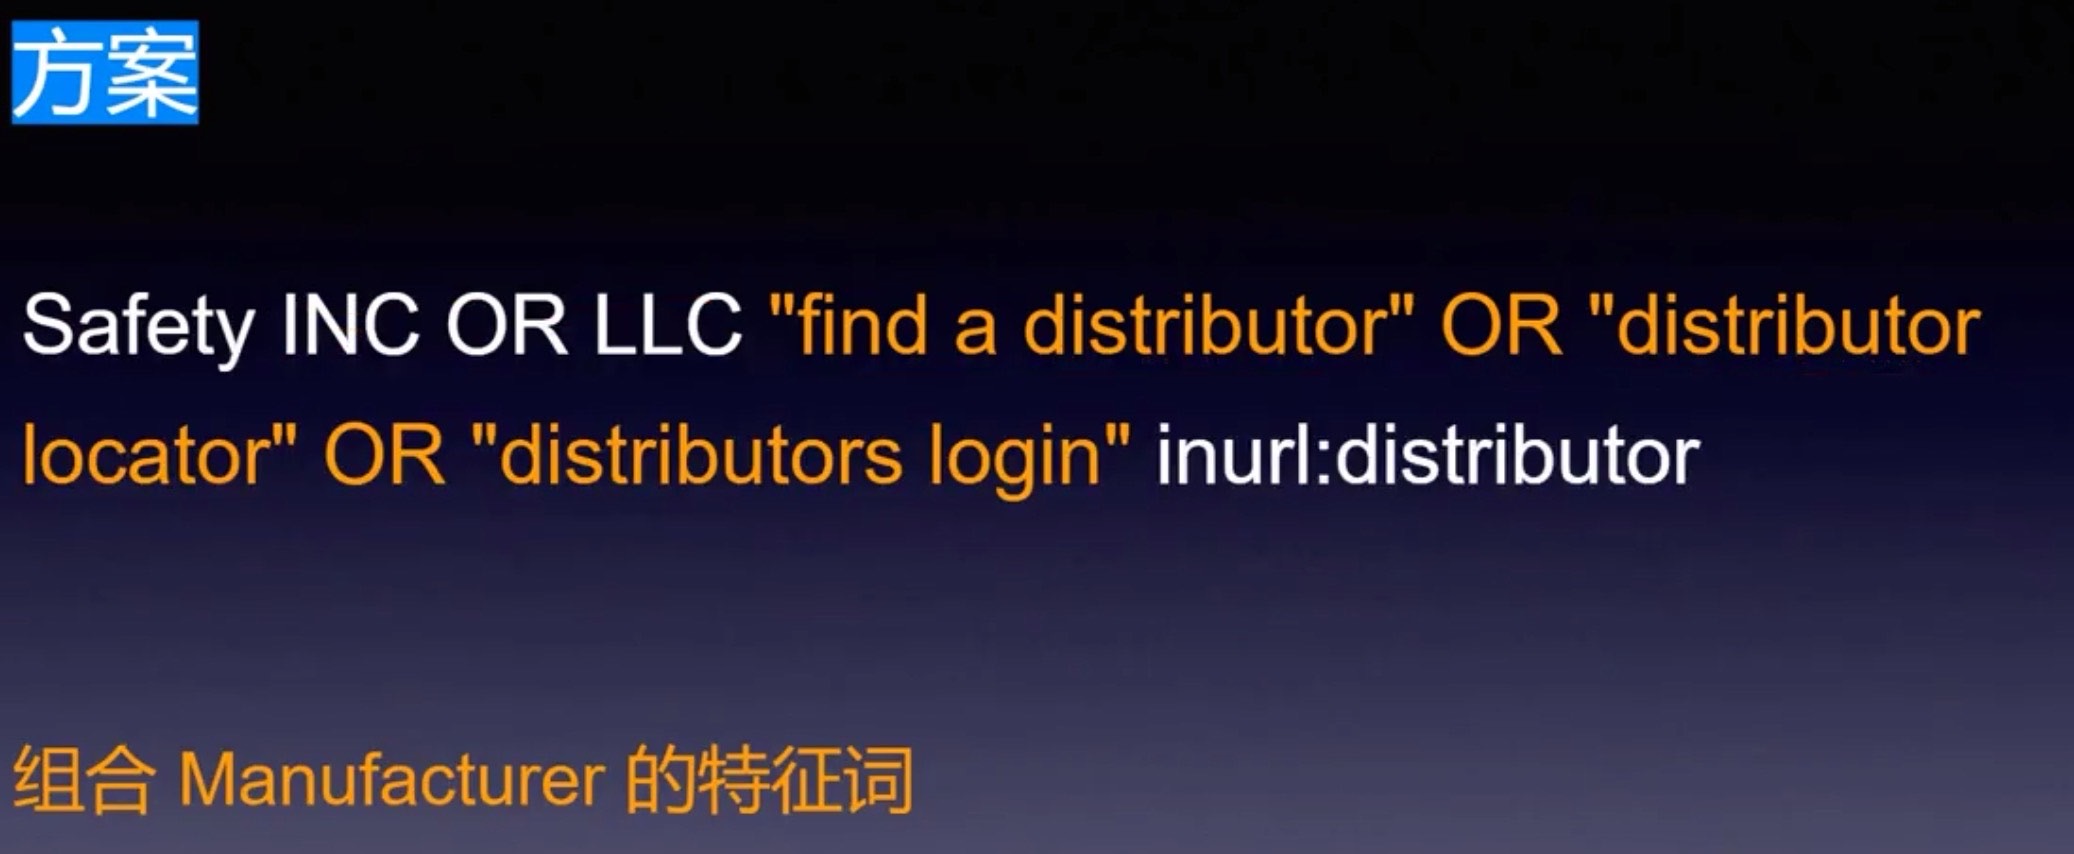 方案
Safety INC OR LLC "find a distributor" OR "distributor
locator" OR "distributors login" inurl:distributor
组合 Manufacturer 的特征词